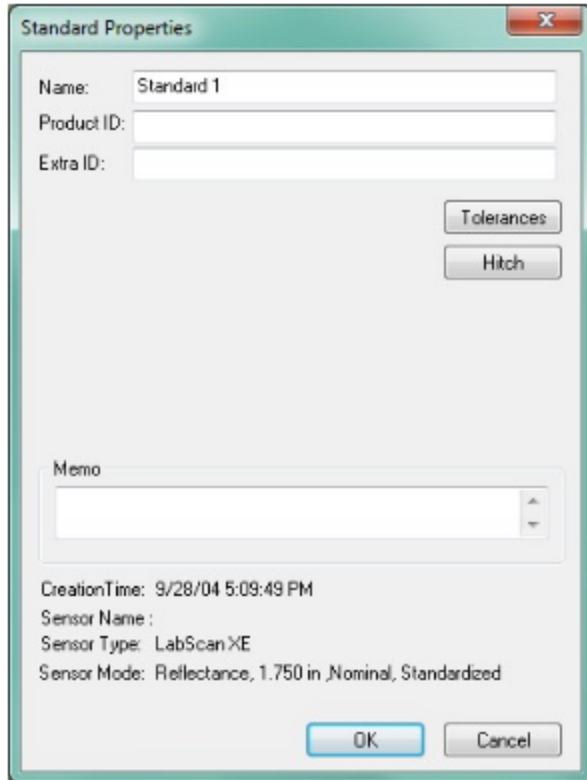 Standard Properties
Name: Standard 1
Product ID:
Extra ID:
Tolerances
Hitch
Memo
CreationTime: 9/28/04 5:09:49 PM
Sensor Name :
Sensor Type: LabScan XE
Sensor Mode: Reflectance, 1.750 in ,Nominal, Standardized
OK Cancel